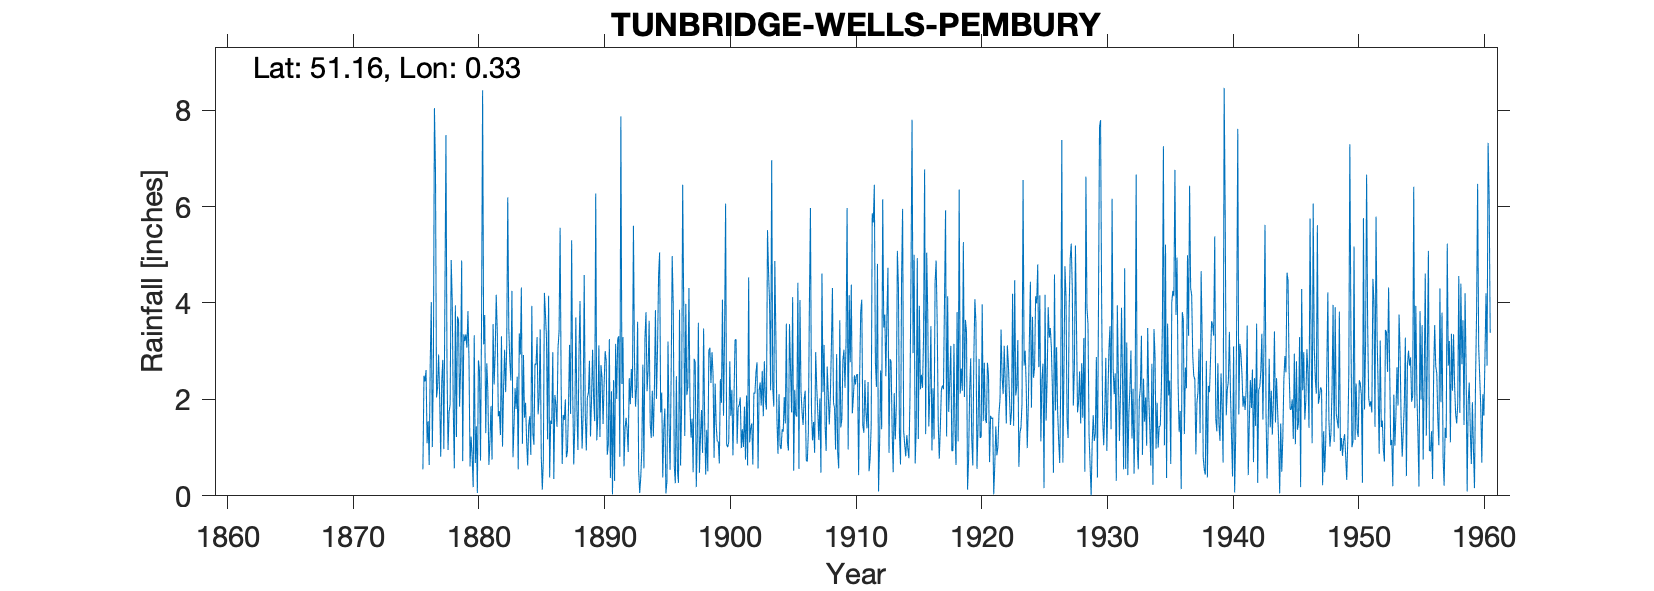 TUNBRIDGE-WELLS-PEMBURY
Lat: 51.16, Lon: 0.33
Rainfall [inches]
8
6
4
2
0
1860 1870 1880 1890 1900 1910 1920 1930 1940 1950 1960
Year